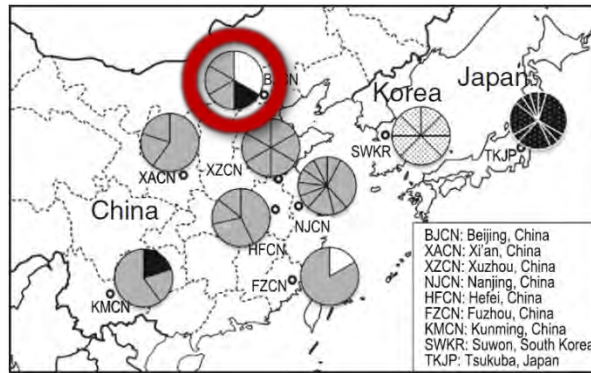 BJCN
Korea
Japan
SWKR
TKJP
XACN
XZCN
China
NJCN
HFCN
FZCN
KMCN
BJCN: Beijing, China
XACN: Xi'an, China
XZCN: Xuzhou, China
NJCN: Nanjing, China
HFCN: Hefei, China
FZCN: Fuzhou, China
KMCN: Kunming, China
SWKR: Suwon, South Korea
TKJP: Tsukuba, Japan